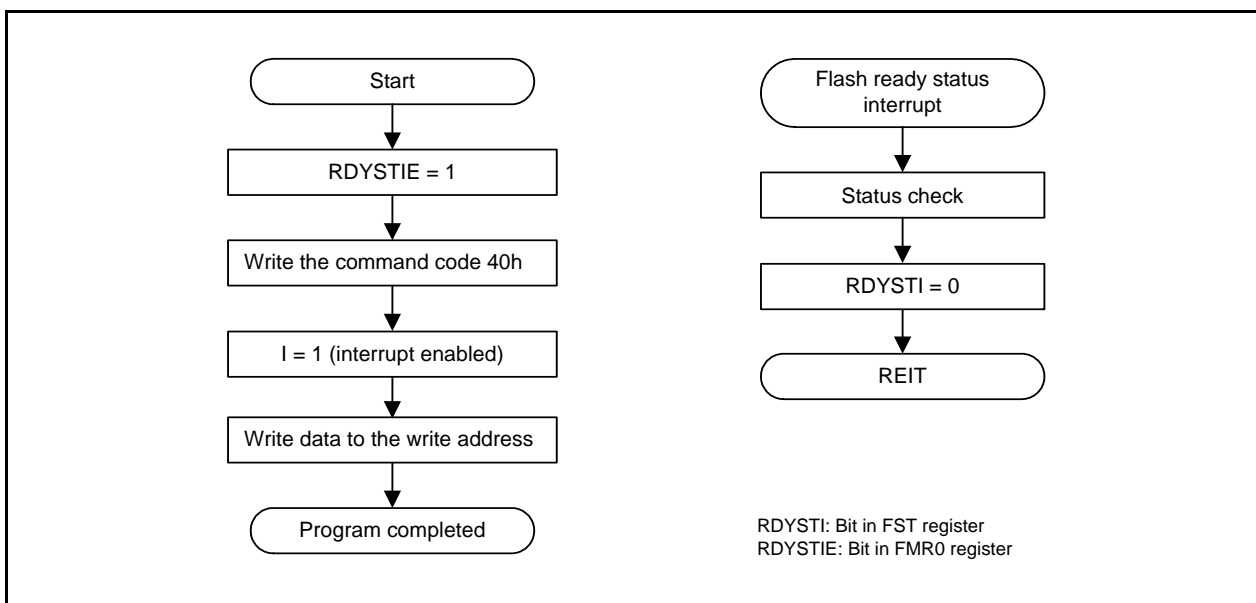 Start
RDYSTIE = 1
Write the command code 40h
I = 1 (interrupt enabled)
Write data to the write address
Program completed
Flash ready status
interrupt
Status check
RDYSTI = 0
REIT
RDYSTI: Bit in FST register
RDYSTIE: Bit in FMR0 register